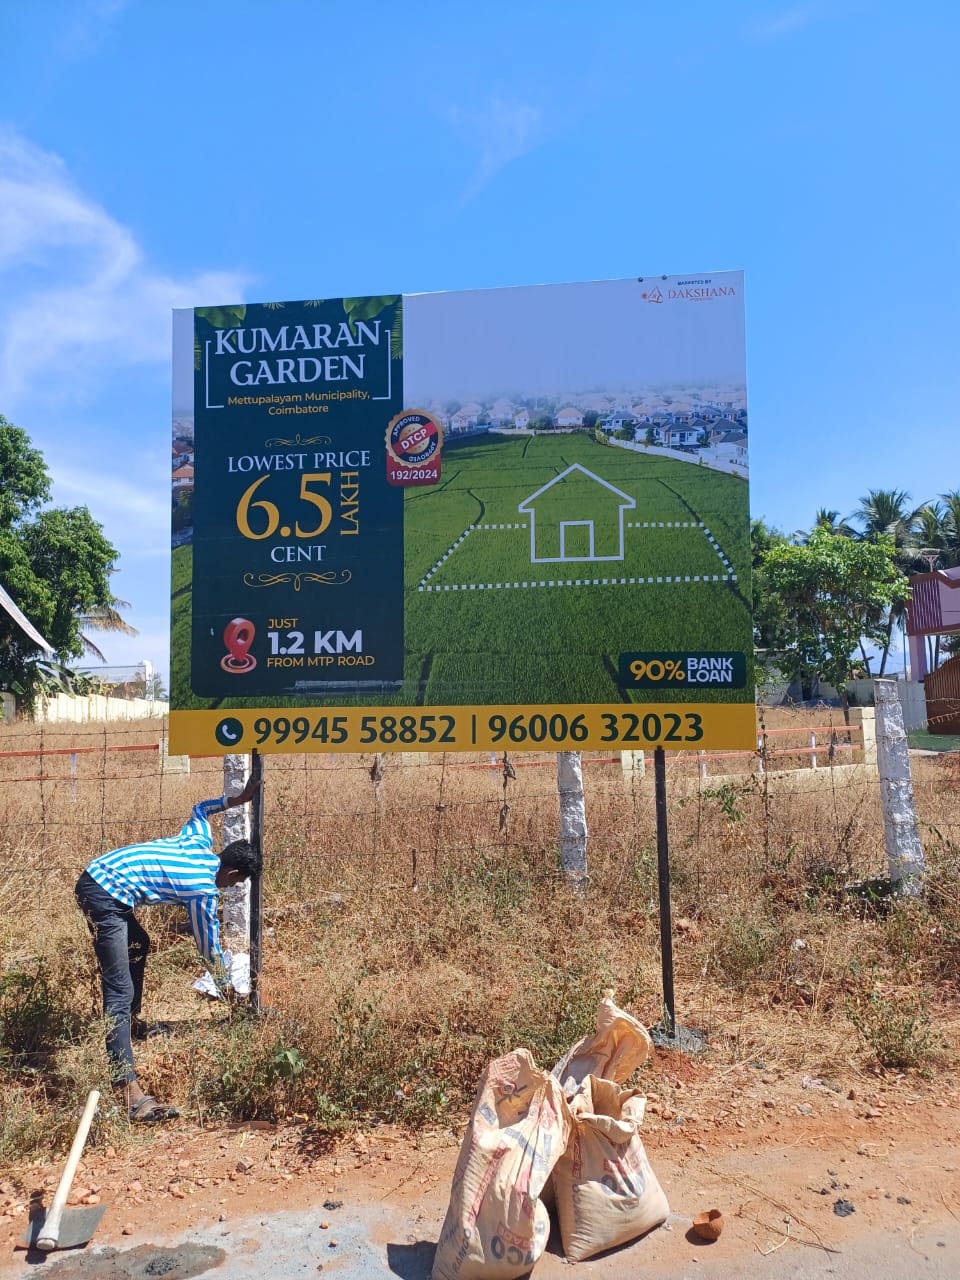 MARKETED BY
DAKSHANA
KUMARAN
GARDEN
Mettupalayam Municipality,
Coimbatore
APPROVED
DTCP
APPROVED
192/2024
LOWEST PRICE
6.5 LAKH
CENT
JUST
1.2 KM
FROM MTP ROAD
90% BANK
LOAN
99945 58852 | 96006 32023